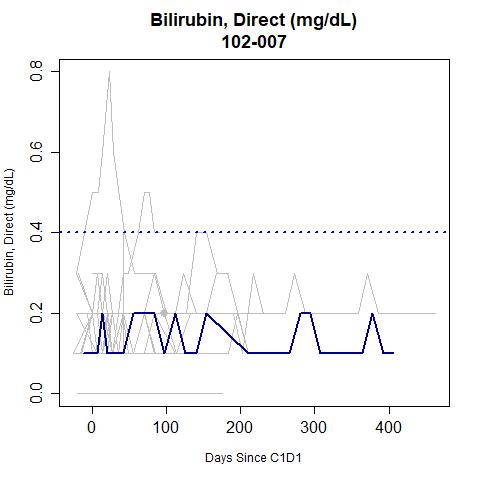 Bilirubin, Direct (mg/dL)
102-007
Bilirubin, Direct (mg/dL)
0.8
0.6
0.4
0.2
0.0
0 100 200 300 400
Days Since C1D1